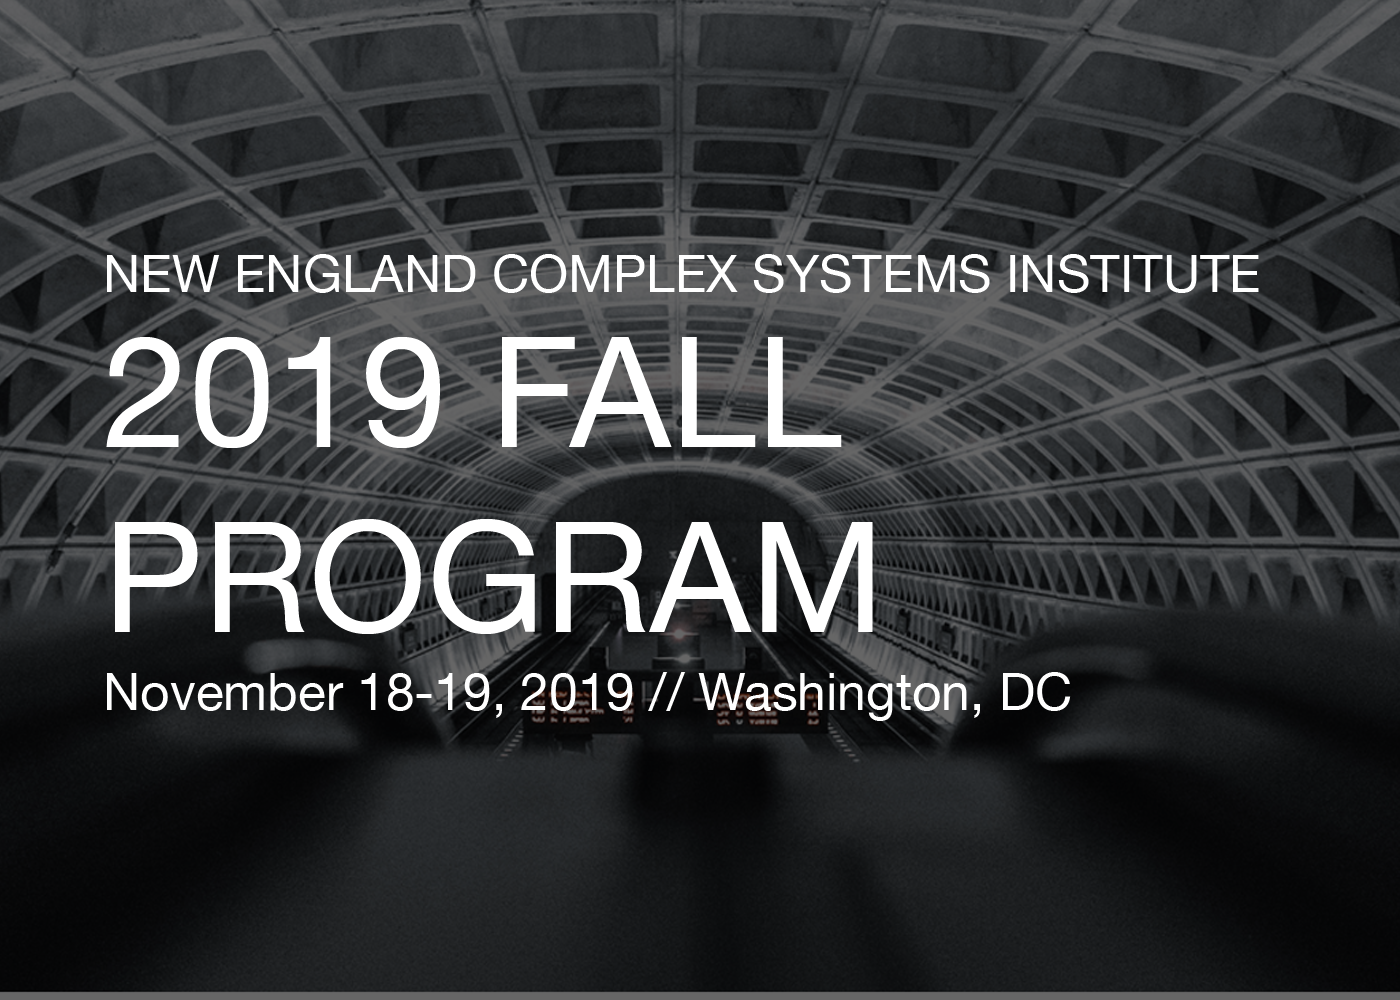 NEW ENGLAND COMPLEX SYSTEMS INSTITUTE
2019 FALL
PROGRAM
November 18-19, 2019 // Washington, DC